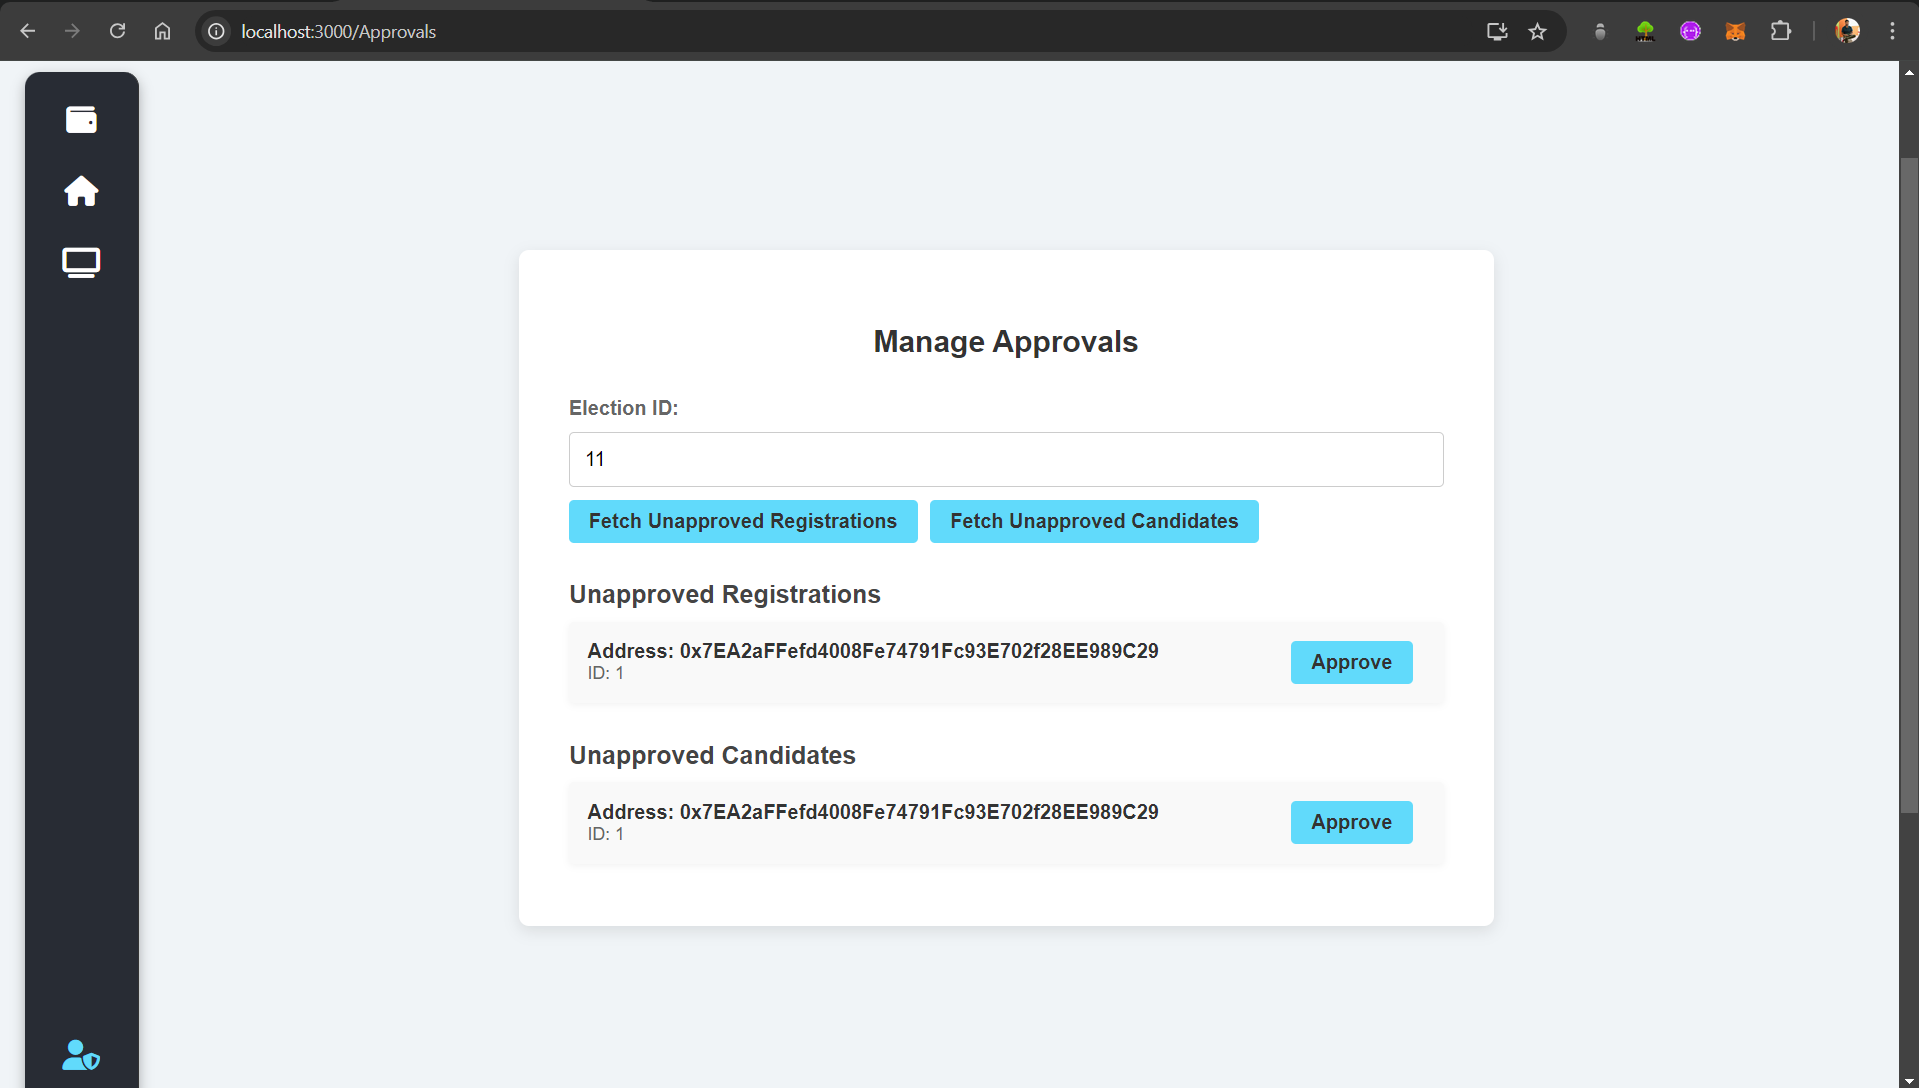 localhost:3000/Approvals
Manage Approvals
Election ID:
11
Fetch Unapproved Registrations Fetch Unapproved Candidates
Unapproved Registrations
Address: 0x7EA2aFFefd4008Fe74791Fc93E702f28EE989C29
ID: 1
Approve
Unapproved Candidates
Address: 0x7EA2aFFefd4008Fe74791Fc93E702f28EE989C29
ID: 1
Approve